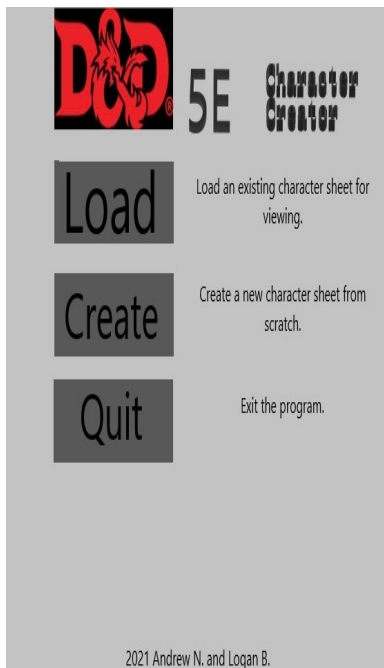 D&D®
5E
Character
Creator
Load
Load an existing character sheet for
viewing.
Create
Create a new character sheet from
scratch.
Quit
Exit the program.
2021 Andrew N. and Logan B.